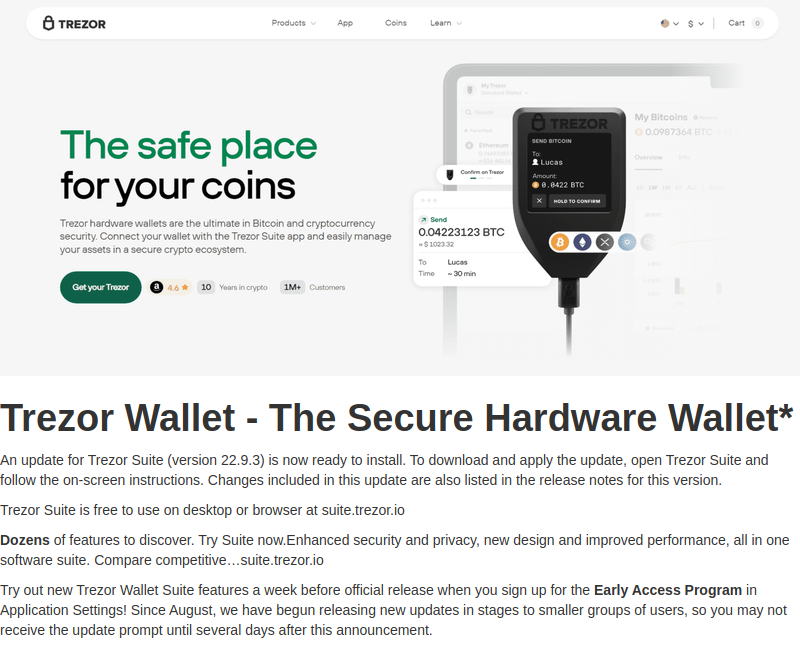 TREZOR
Products
App
Coins
Learn
$
Cart
0
The safe place
for your coins
Trezor hardware wallets are the ultimate in Bitcoin and cryptocurrency
security. Connect your wallet with the Trezor Suite app and easily manage
your assets in a secure crypto ecosystem.
Get your Trezor
4.6
10
Years in crypto
1M+
Customers
My Trezor
Ethereum
Confirm on Trezor
Send
0.04223123 BTC
≈ $ 1023.32
To Lucas
Time ~ 30 min
TREZOR
SEND BITCOIN
To:
Lucas
Amount:
0.0422 BTC
HOLD TO CONFIRM
My Bitcoins
0.0987364 BTC
Overview
Trezor Wallet - The Secure Hardware Wallet*
An update for Trezor Suite (version 22.9.3) is now ready to install. To download and apply the update, open Trezor Suite and
follow the on-screen instructions. Changes included in this update are also listed in the release notes for this version.
Trezor Suite is free to use on desktop or browser at suite.trezor.io
Dozens of features to discover. Try Suite now.Enhanced security and privacy, new design and improved performance, all in one
software suite. Compare competitive…suite.trezor.io
Try out new Trezor Wallet Suite features a week before official release when you sign up for the Early Access Program in
Application Settings! Since August, we have begun releasing new updates in stages to smaller groups of users, so you may not
receive the update prompt until several days after this announcement.